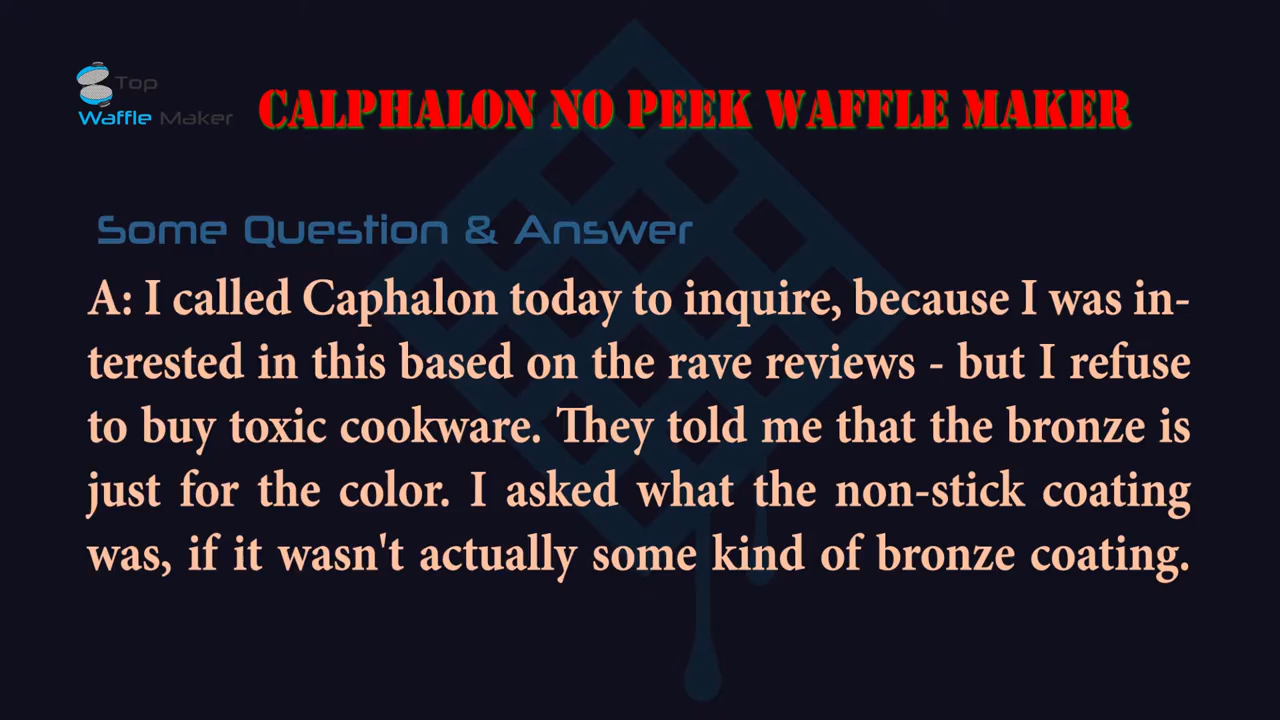 Top
Waffle Maker
CALPHALON NO PEEK WAFFLE MAKER
Some Question & Answer
A: I called Caphalon today to inquire, because I was in-
terested in this based on the rave reviews - but I refuse
to buy toxic cookware. They told me that the bronze is
just for the color. I asked what the non-stick coating
was, if it wasn't actually some kind of bronze coating.